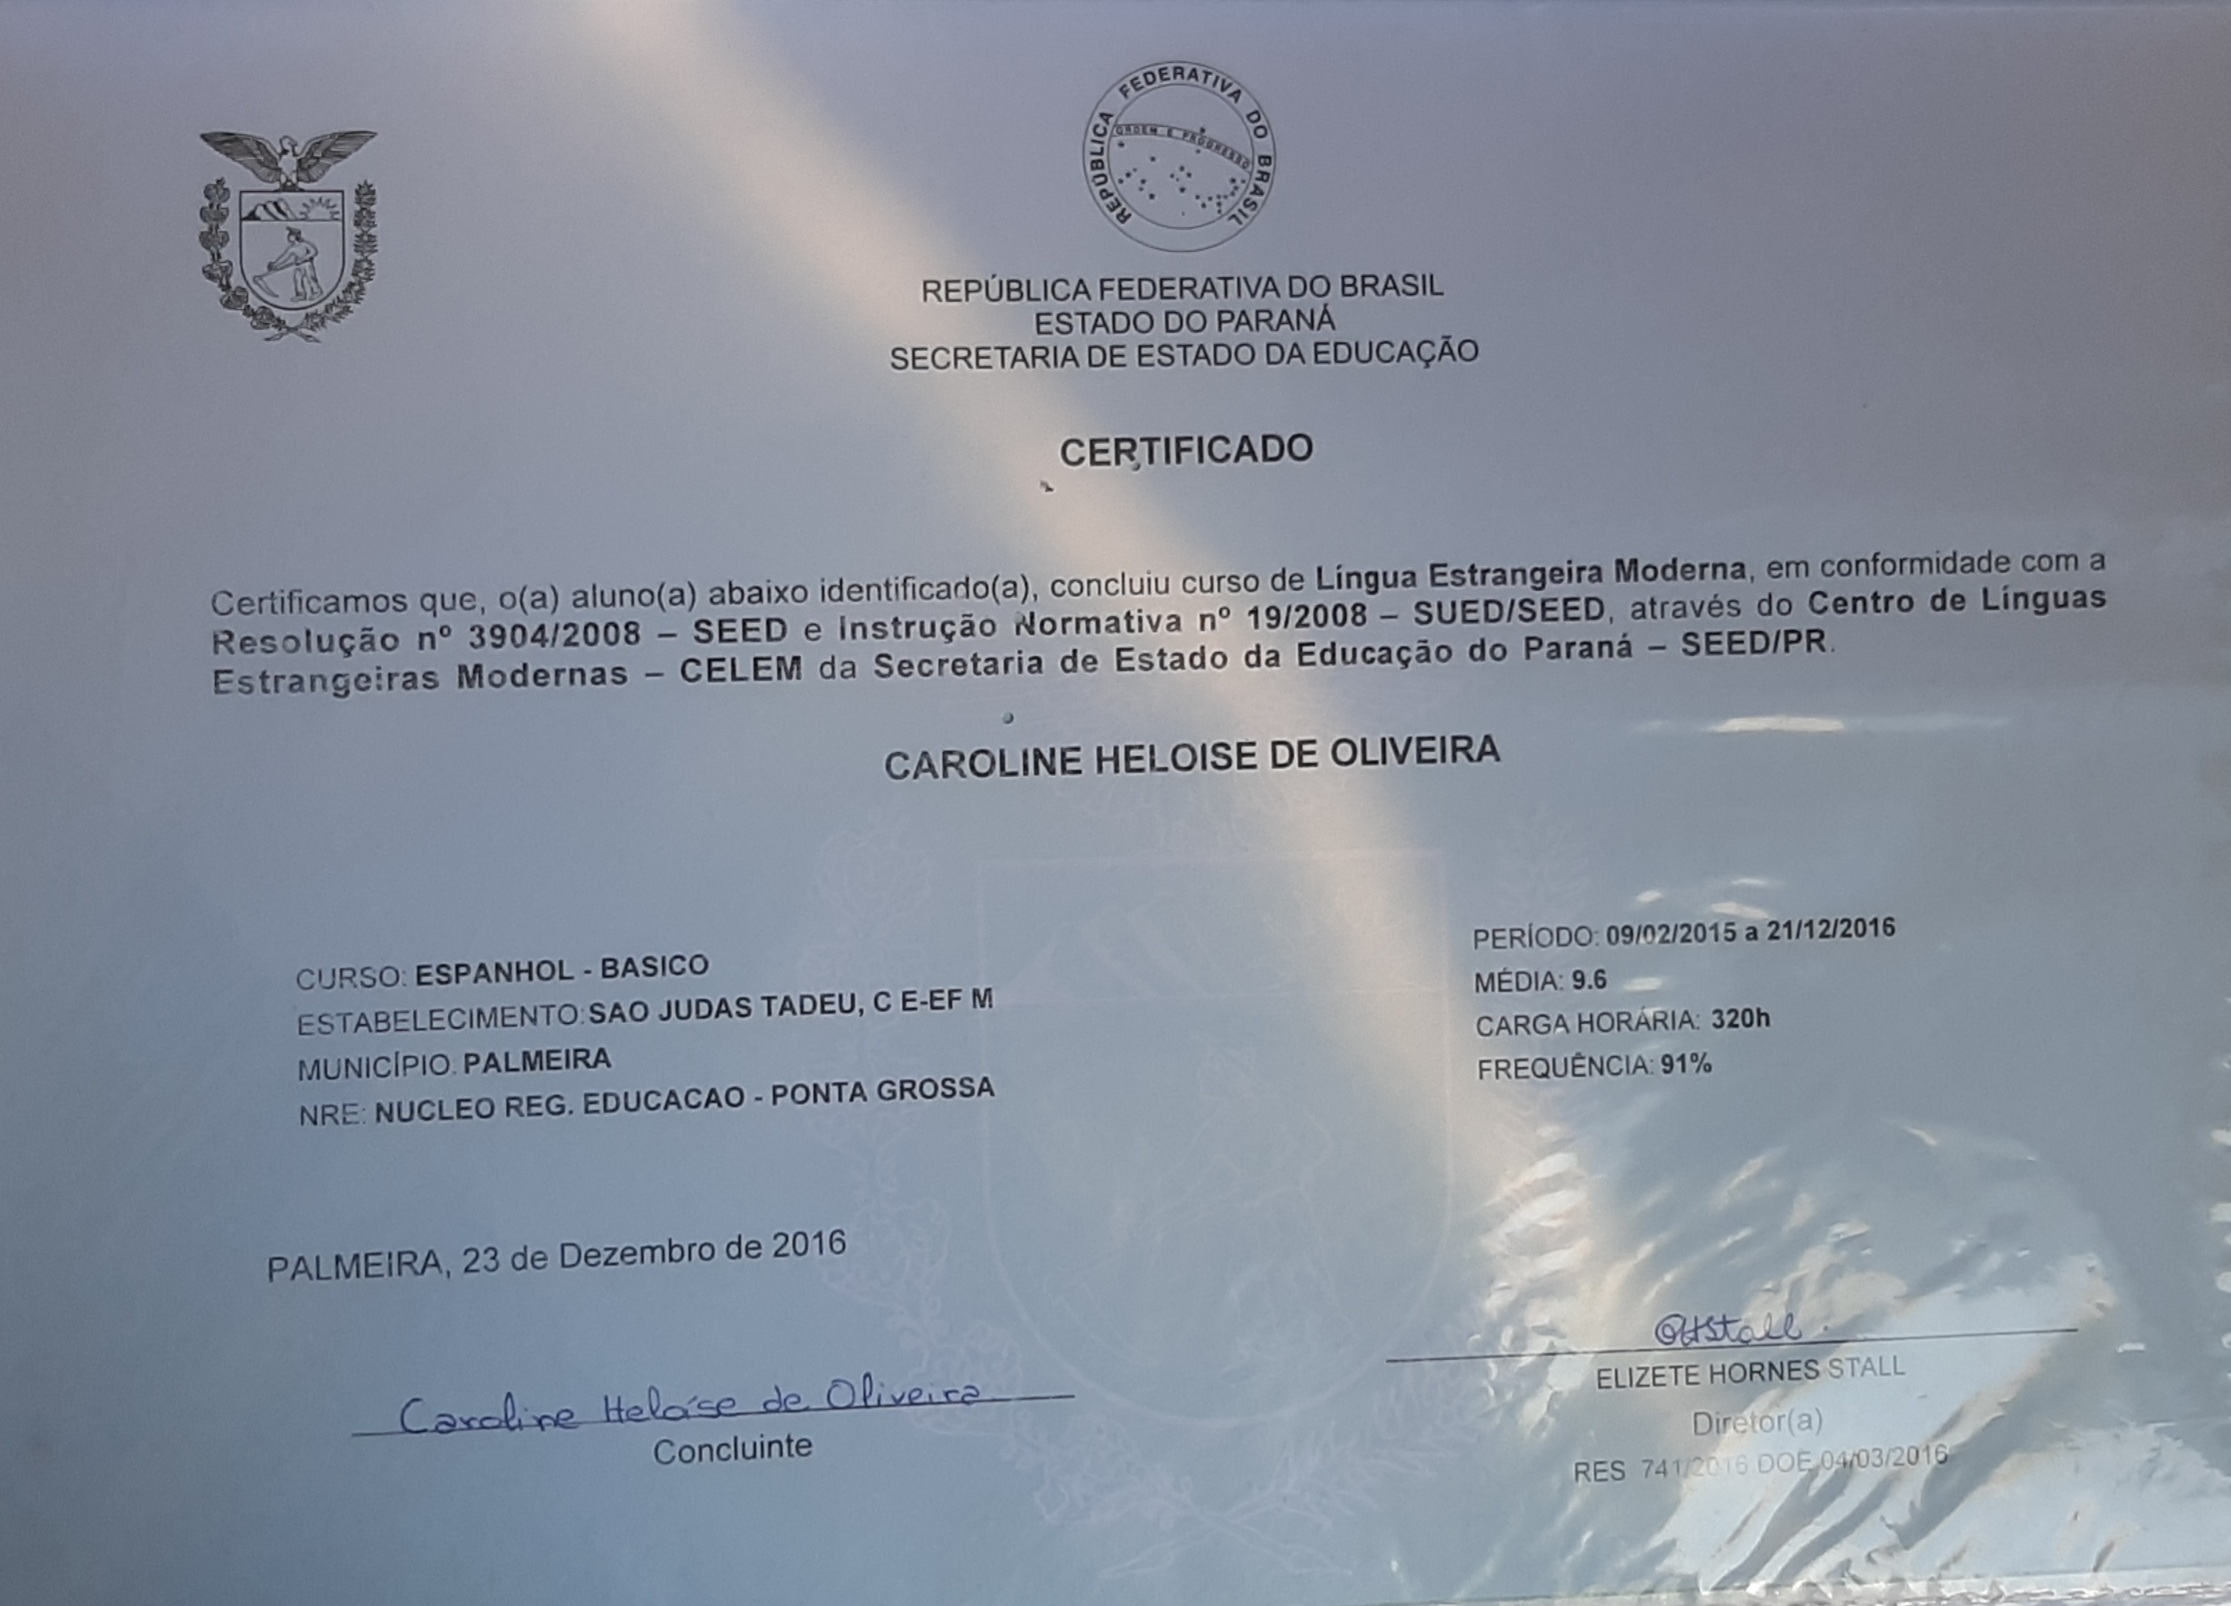 REPÚBLICA FEDERATIVA DO BRASIL
ORDEM E PROGRESSO
REPÚBLICA FEDERATIVA DO BRASIL
ESTADO DO PARANÁ
SECRETARIA DE ESTADO DA EDUCAÇÃO
CERTIFICADO
Certificamos que, o(a) aluno(a) abaixo identificado(a), concluiu curso de Língua Estrangeira Moderna, em conformidade com a
Resolução nº 3904/2008 – SEED e Instrução Normativa nº 19/2008 – SUED/SEED, através do Centro de Línguas
Estrangeiras Modernas – CELEM da Secretaria de Estado da Educação do Paraná – SEED/PR.
CAROLINE HELOISE DE OLIVEIRA
CURSO: ESPANHOL - BASICO
ESTABELECIMENTO: SAO JUDAS TADEU, C E-EF M
MUNICÍPIO: PALMEIRA
NRE: NUCLEO REG. EDUCACAO - PONTA GROSSA
PERÍODO: 09/02/2015 a 21/12/2016
MÉDIA: 9.6
CARGA HORÁRIA: 320h
FREQUÊNCIA: 91%
PALMEIRA, 23 de Dezembro de 2016
Caroline Heloise de Oliveira
Concluinte
EHStall
ELIZETE HORNES STALL
Diretor(a)
RES 741/2016 DOE 04/03/2016